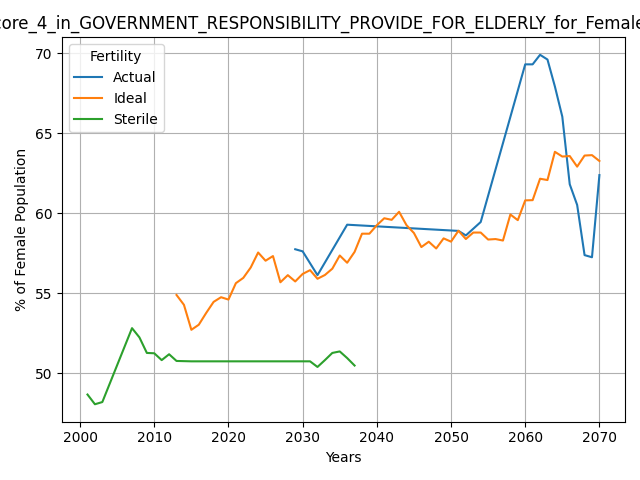 core_4_in_GOVERNMENT_RESPONSIBILITY_PROVIDE_FOR_ELDERLY_for_Female
Fertility
Actual
Ideal
Sterile
% of Female Population
70
65
60
55
50
2000 2010 2020 2030 2040 2050 2060 2070
Years